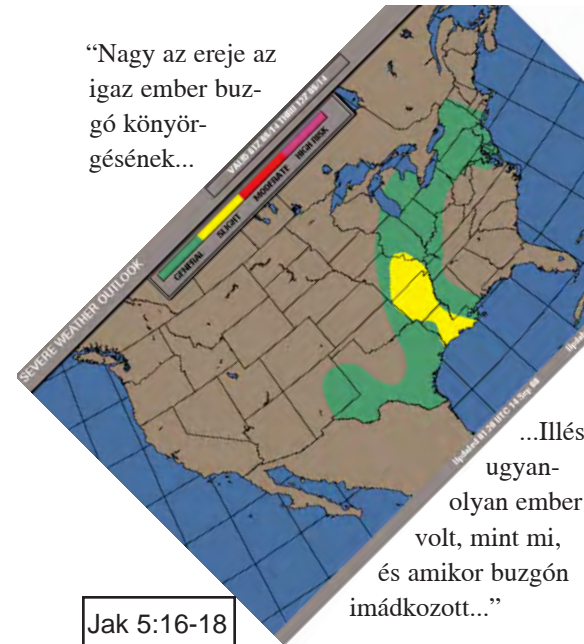 “Nagy az ereje az
igaz ember buz-
gó könyör-
gésének...
SEVERE WEATHER OUTLOOK
GENERAL
SLIGHT
MODERATE
HIGH RISK
...Illés
ugyan-
olyan ember
volt, mint mi,
és amikor buzgón
imádkozott...”
Jak 5:16-18